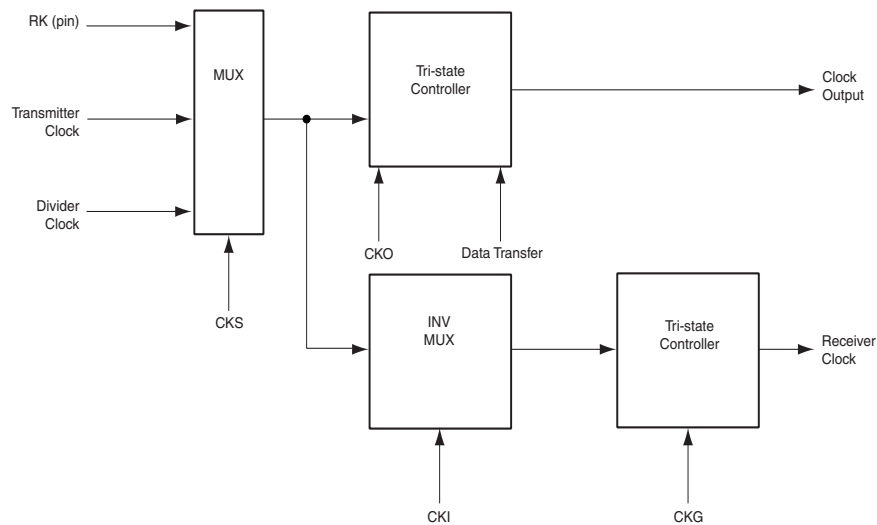 RK (pin)
MUX
Tri-state
Controller
Clock
Output
Transmitter
Clock
Divider
Clock
CKO
Data Transfer
CKS
INV
MUX
Tri-state
Controller
Receiver
Clock
CKI
CKG